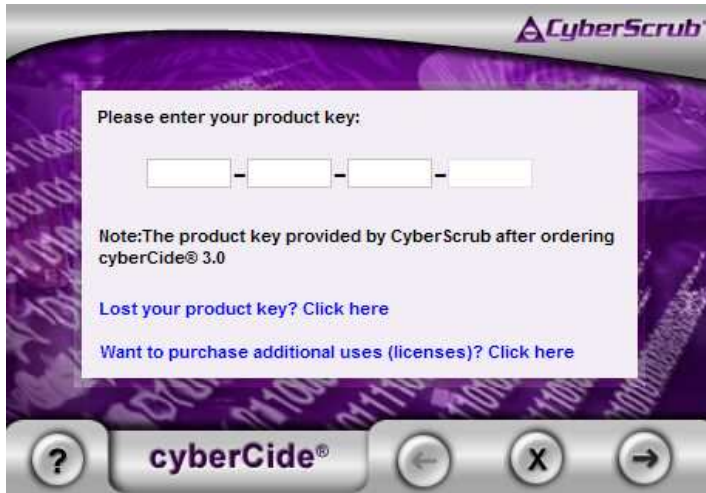 CyberScrub
Please enter your product key:
- - -
Note:The product key provided by CyberScrub after ordering
cyberCide® 3.0
Lost your product key? Click here
Want to purchase additional uses (licenses)? Click here
? cyberCide® ← X →